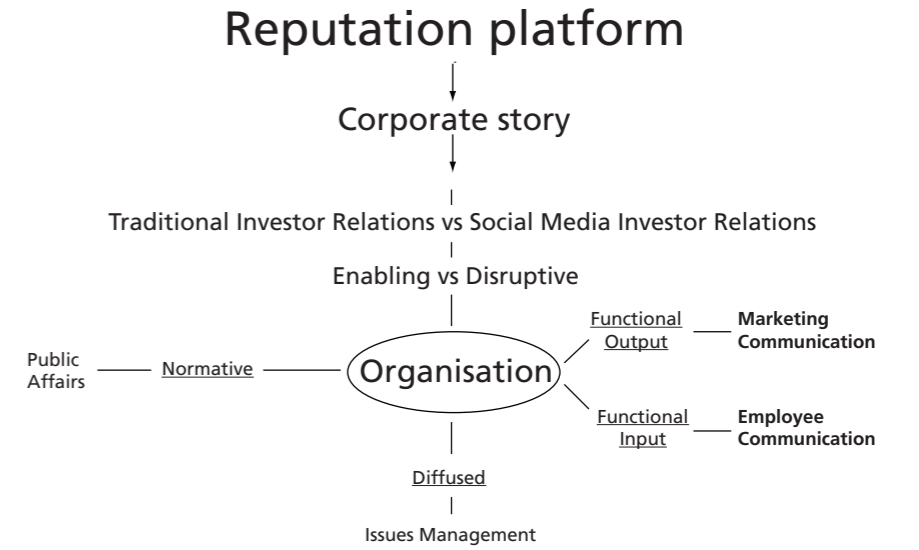 Reputation platform
Corporate story
Traditional Investor Relations vs Social Media Investor Relations
Enabling vs Disruptive
Functional
Output
Marketing
Communication
Public
Affairs
Normative
Organisation
Functional
Input
Employee
Communication
Diffused
Issues Management